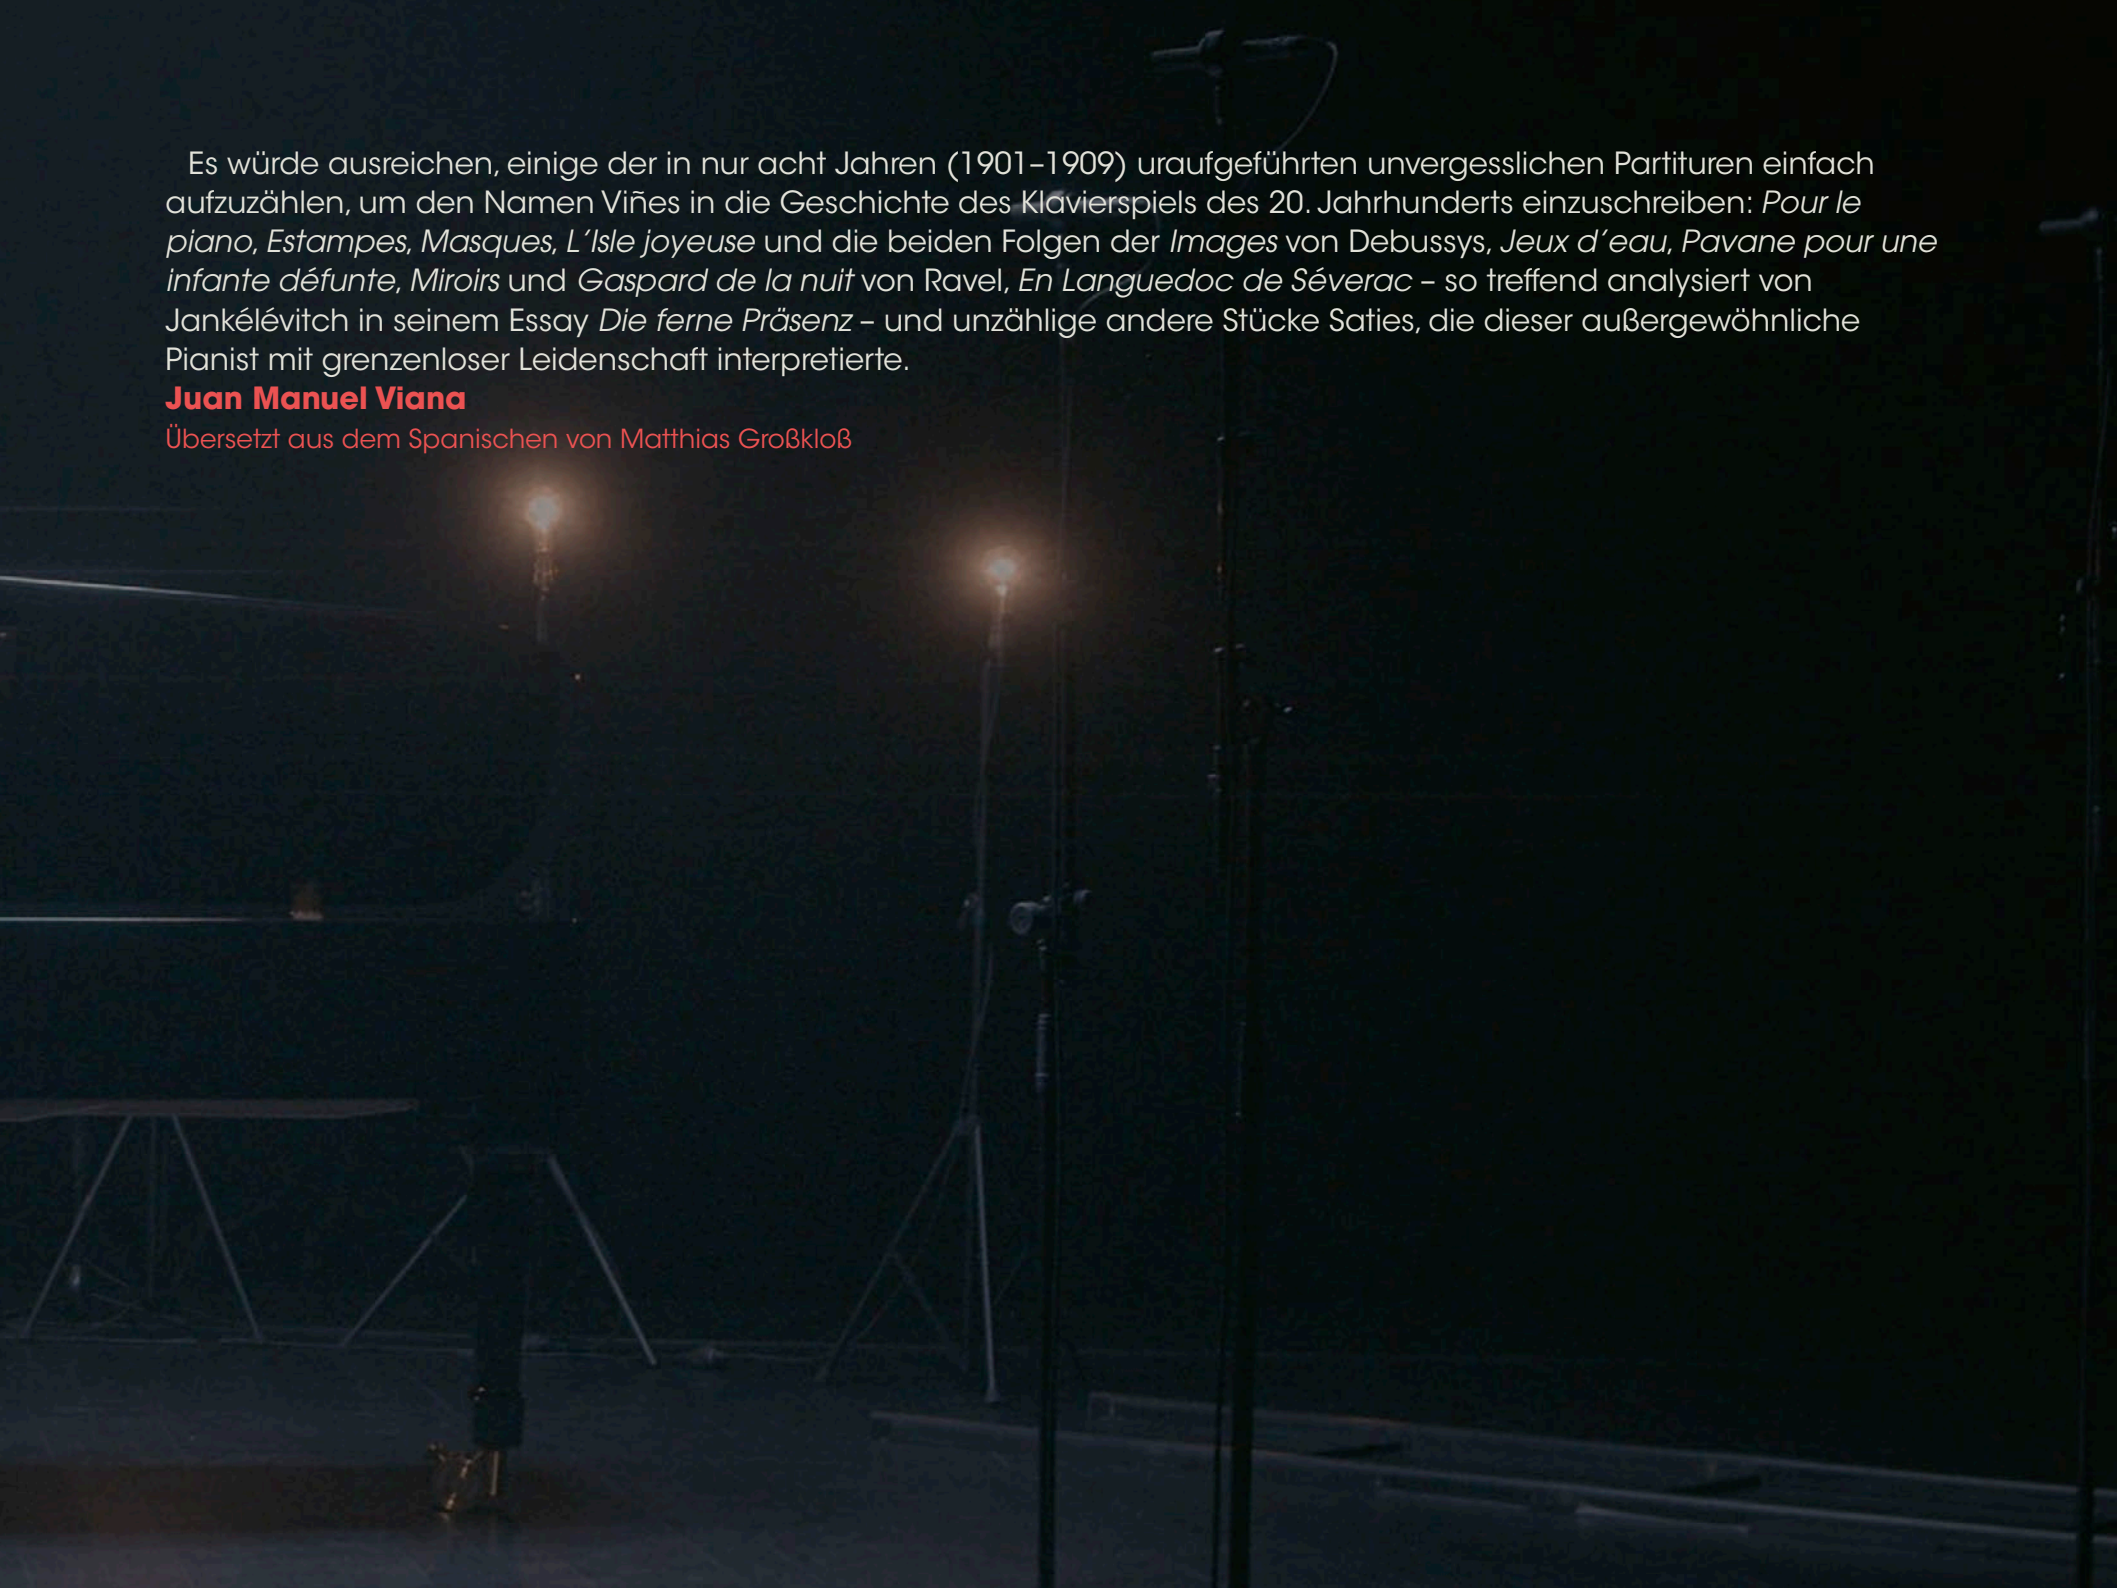 Es würde ausreichen, einige der in nur acht Jahren (1901–1909) uraufgeführten unvergesslichen Partituren einfach
aufzuzählen, um den Namen Viñes in die Geschichte des Klavierspiels des 20. Jahrhunderts einzuschreiben: Pour le
piano, Estampes, Masques, L’Isle joyeuse und die beiden Folgen der Images von Debussys, Jeux d’eau, Pavane pour une
infante défunte, Miroirs und Gaspard de la nuit von Ravel, En Languedoc de Séverac – so treffend analysiert von
Jankélévitch in seinem Essay Die ferne Präsenz – und unzählige andere Stücke Saties, die dieser außergewöhnliche
Pianist mit grenzenloser Leidenschaft interpretierte.
Juan Manuel Viana
Übersetzt aus dem Spanischen von Matthias Großkloß